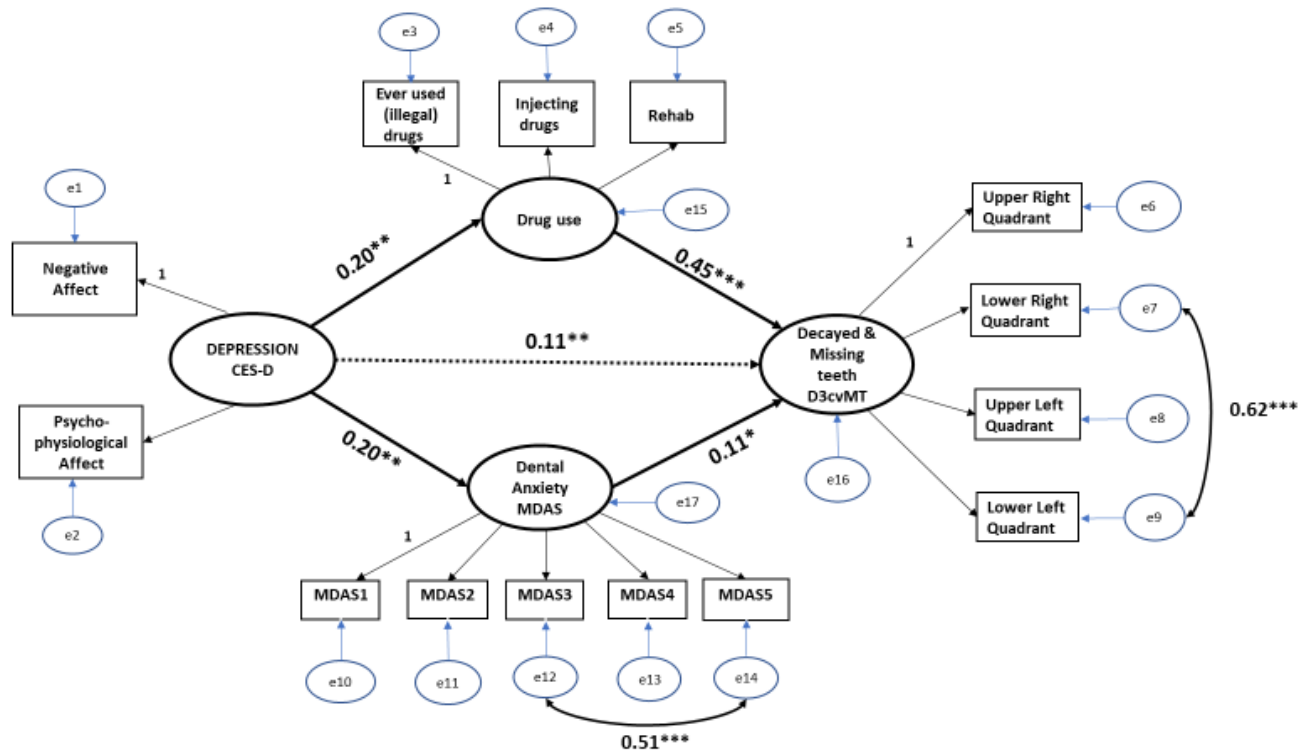 e3
e4
e5
Ever used
(illegal)
drugs
Injecting
drugs
Rehab
1
e1
Negative
Affect
1
Drug use
e15
Upper Right
Quadrant
e6
1
0.20**
0.45***
Lower Right
Quadrant
e7
DEPRESSION
CES-D
0.11**
Decayed &
Missing
teeth
D3cvMT
Psycho-
physiological
Affect
Upper Left
Quadrant
e8
0.62***
0.20**
0.11*
e2
Dental
Anxiety
MDAS
e17
e16
Lower Left
Quadrant
e9
1
MDAS1
MDAS2
MDAS3
MDAS4
MDAS5
e10
e11
e12
e13
e14
0.51***